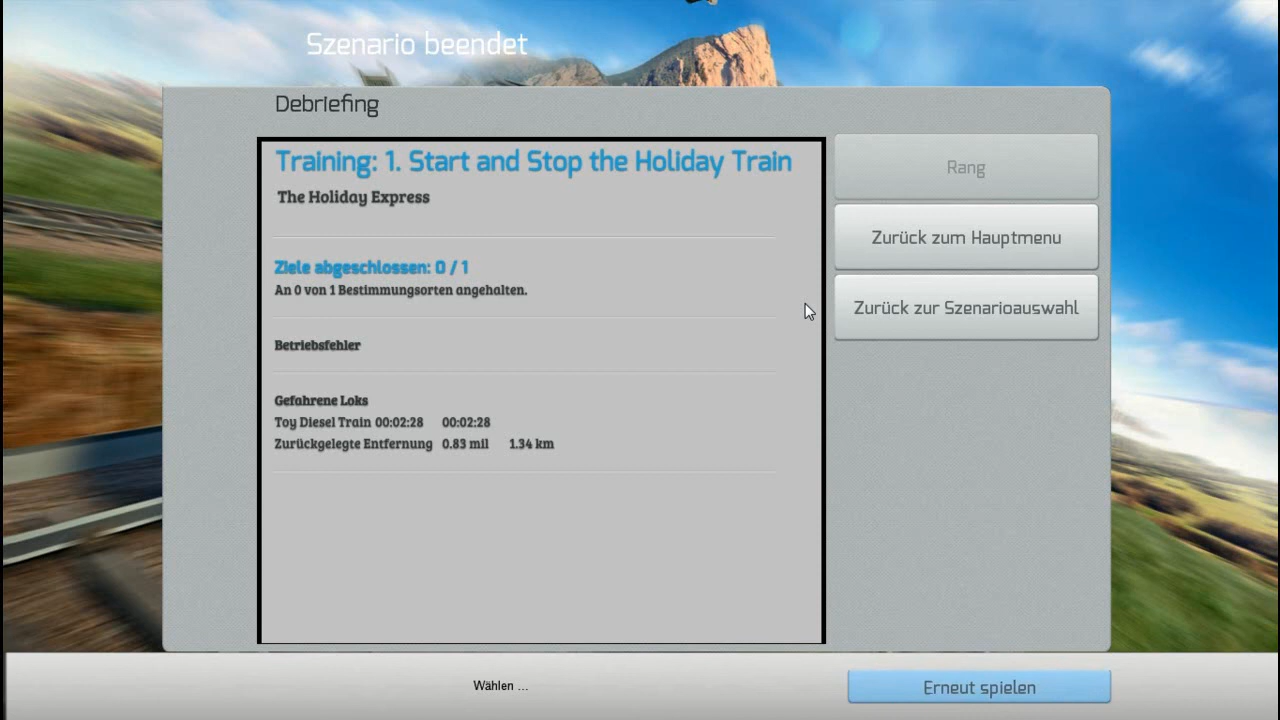 Szenario beendet
Debriefing
Training: 1. Start and Stop the Holiday Train
The Holiday Express
Ziele abgeschlossen: 0 / 1
An 0 von 1 Bestimmungsorten angehalten.
Betriebsfehler
Gefahrene Loks
Toy Diesel Train 00:02:28 00:02:28
Zurückgelegte Entfernung 0.83 mil 1.34 km
Rang
Zurück zum Hauptmenu
Zurück zur Szenarioauswahl
Wählen ...
Erneut spielen